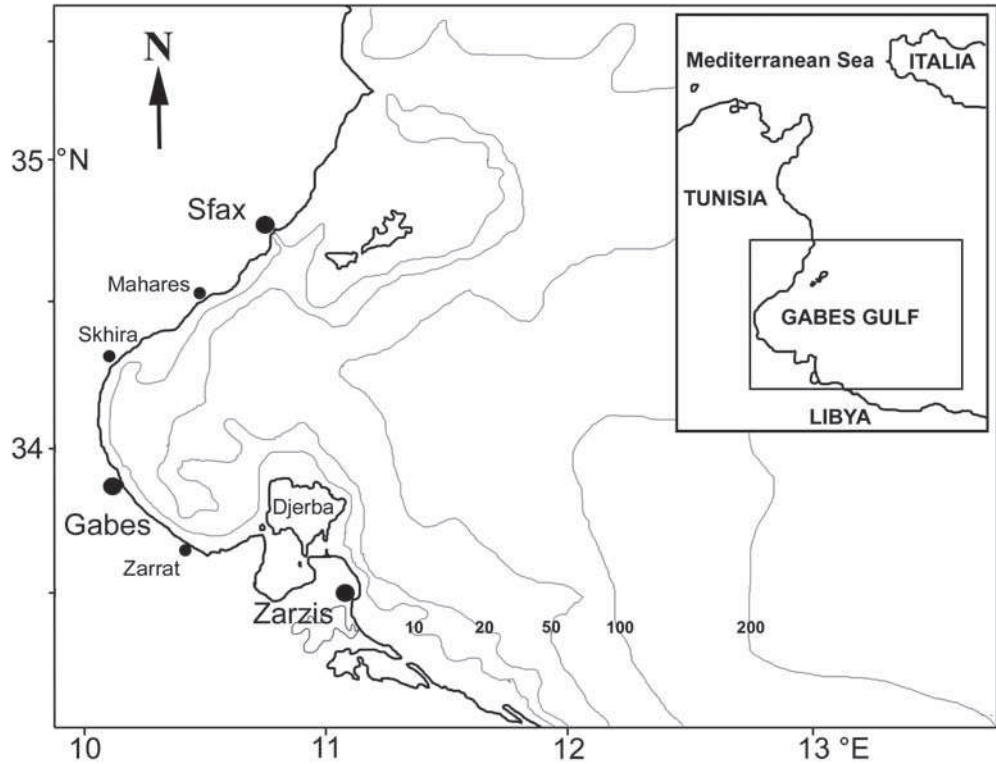 N
Mediterranean Sea
ITALIA
TUNISIA
GABES GULF
LIBYA
35 °N
Sfax
Mahares
Skhira
34
Gabes
Djerba
Zarrat
Zarzis
10 20 50 100 200
10 11 12 13 °E